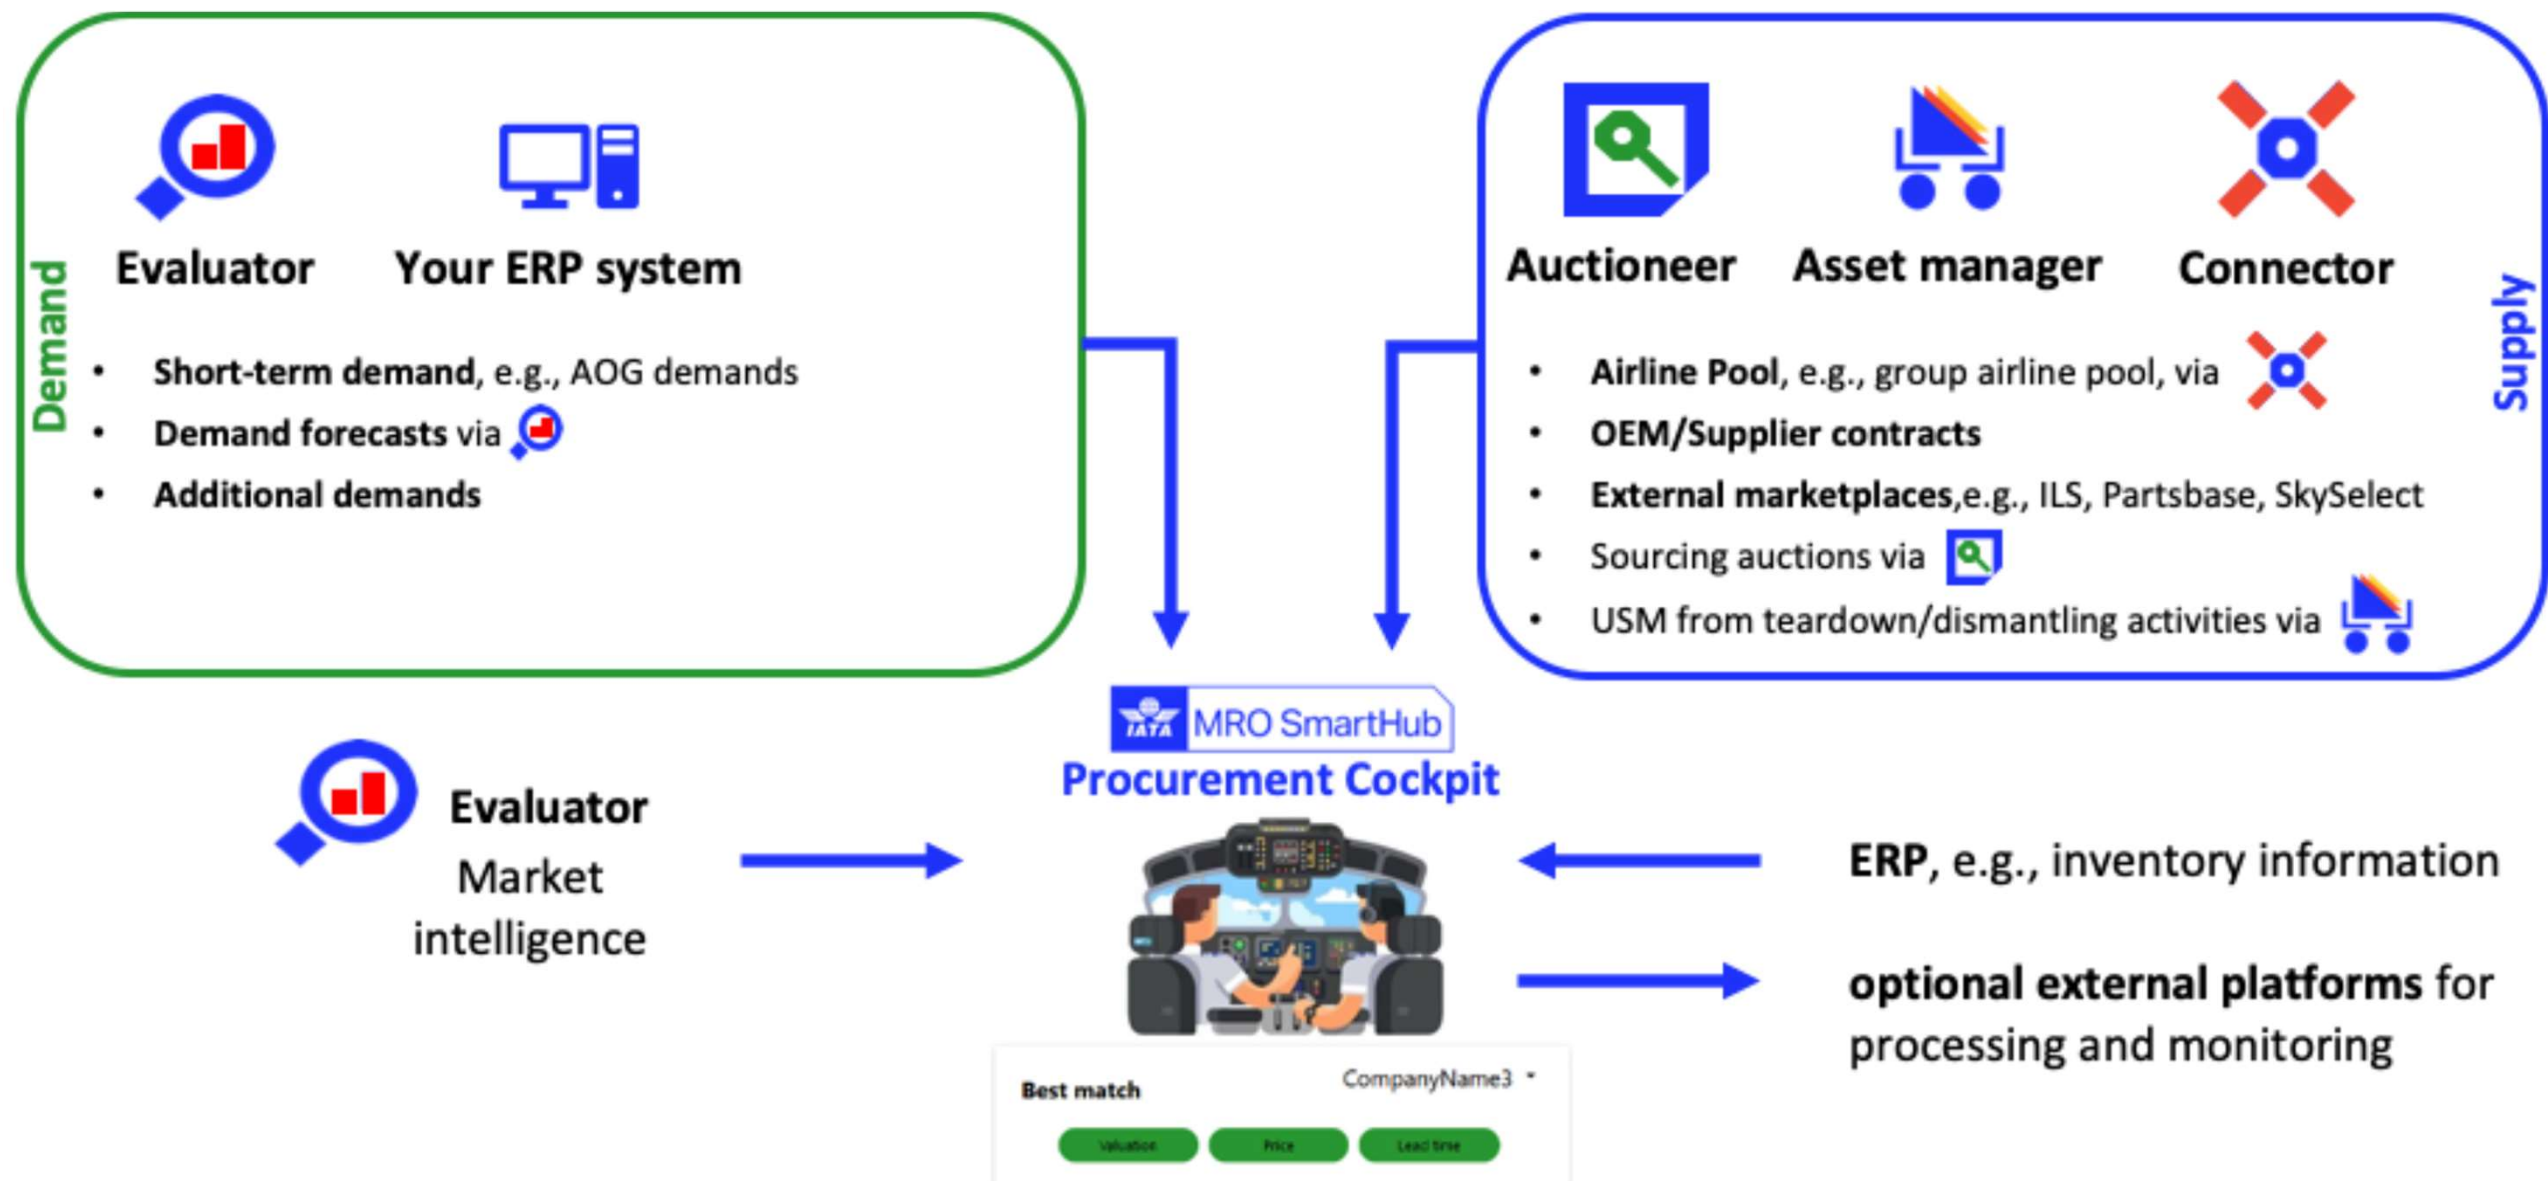 Demand
Evaluator
Your ERP system
• Short-term demand, e.g., AOG demands
• Demand forecasts via
• Additional demands
Supply
Auctioneer
Asset manager
Connector
• Airline Pool, e.g., group airline pool, via
• OEM/Supplier contracts
• External marketplaces,e.g., ILS, Partsbase, SkySelect
• Sourcing auctions via
• USM from teardown/dismantling activities via
IATA MRO SmartHub
Procurement Cockpit
Evaluator
Market
intelligence
ERP, e.g., inventory information
optional external platforms for
processing and monitoring
Best match
CompanyName3
Valuation
Price
Lead time